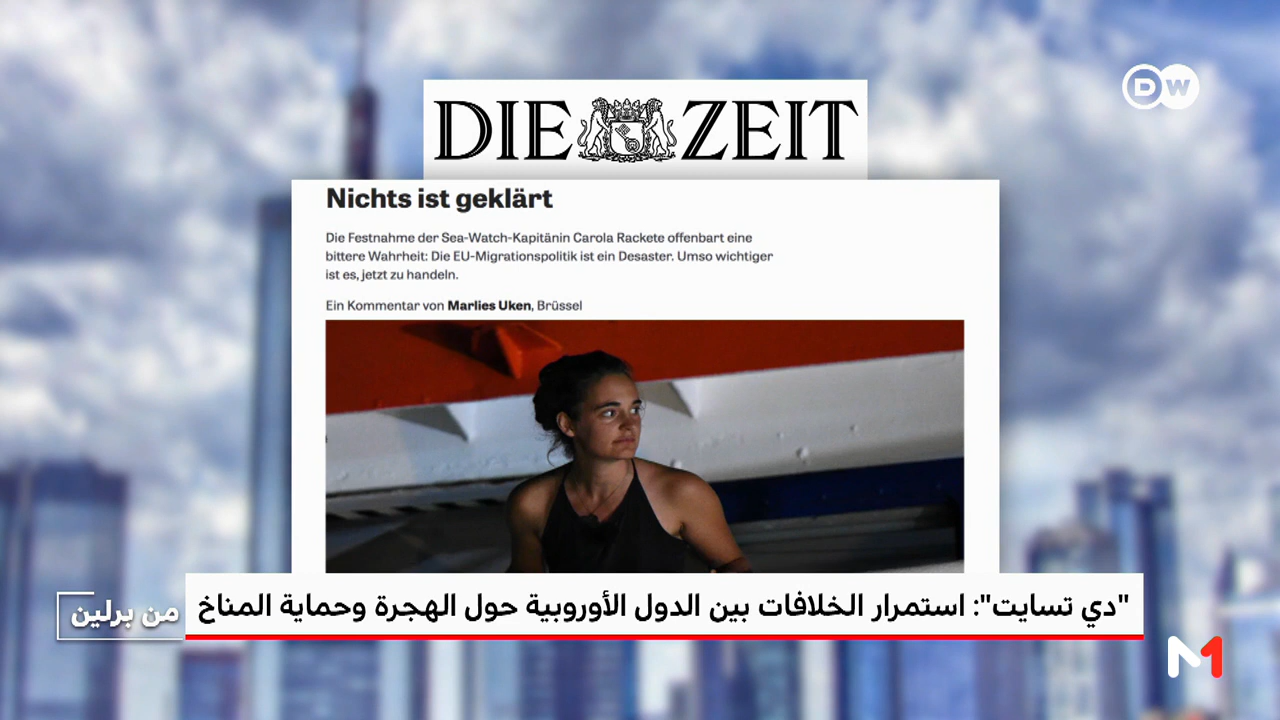 DW
DIE ZEIT
Nichts ist geklärt
Die Festnahme der Sea-Watch-Kapitänin Carola Rackete offenbart eine
bittere Wahrheit: Die EU-Migrationspolitik ist ein Desaster. Umso wichtiger
ist es, jetzt zu handeln.
Ein Kommentar von Marlies Uken, Brüssel
"دي تسايت": استمرار الخلافات بين الدول الأوروبية حول الهجرة وحماية المناخ
من برلين
M1